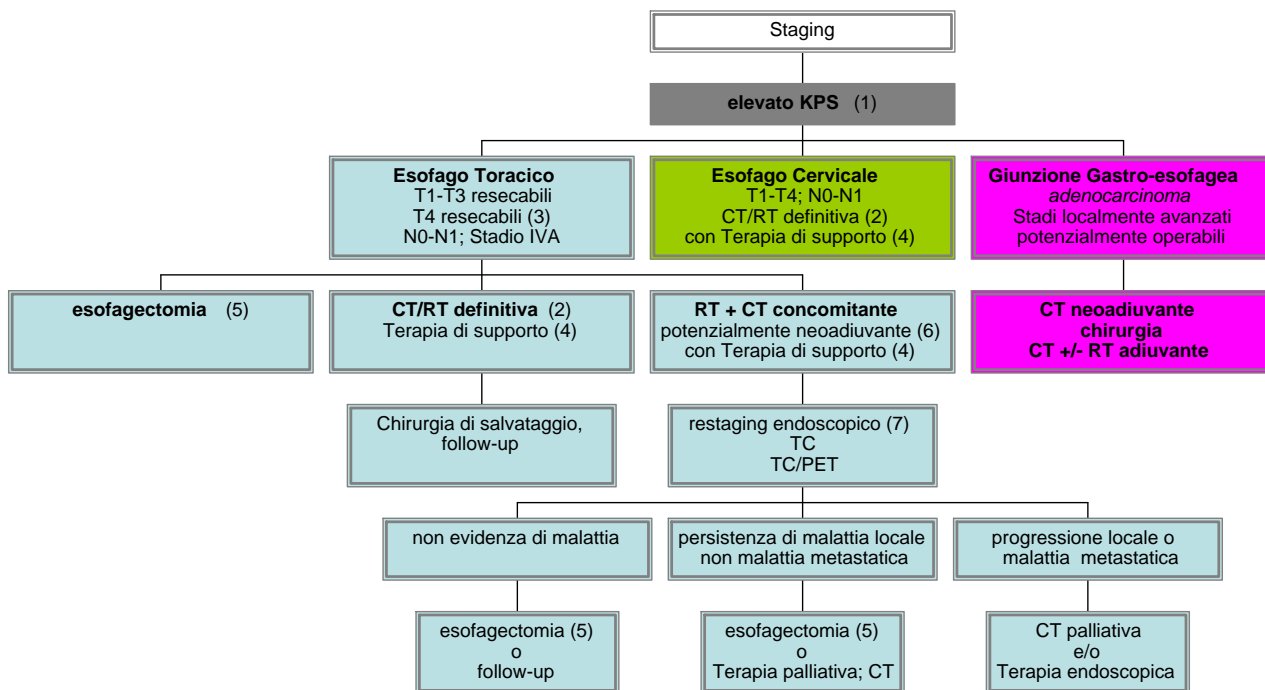 Staging
elevato KPS (1)
Esofago Toracico
T1-T3 resecabili
T4 resecabili (3)
N0-N1; Stadio IVA
Esofago Cervicale
T1-T4; N0-N1
CT/RT definitiva (2)
con Terapia di supporto (4)
Giunzione Gastro-esofagea
adenocarcinoma
Stadi localmente avanzati
potenzialmente operabili
esofagectomia (5)
CT/RT definitiva (2)
Terapia di supporto (4)
RT + CT concomitante
potenzialmente neoadiuvante (6)
con Terapia di supporto (4)
CT neoadiuvante
chirurgia
CT +/- RT adiuvante
Chirurgia di salvataggio,
follow-up
restaging endoscopico (7)
TC
TC/PET
non evidenza di malattia
persistenza di malattia locale
non malattia metastatica
progressione locale o
malattia metastatica
esofagectomia (5)
o
follow-up
esofagectomia (5)
o
Terapia palliativa; CT
CT palliativa
e/o
Terapia endoscopica